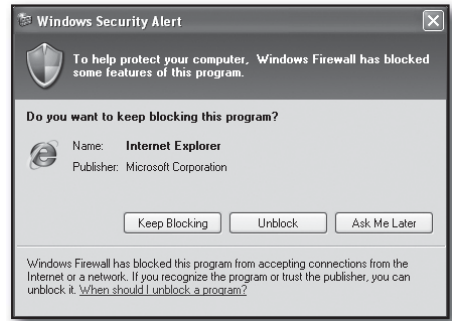 Windows Security Alert
To help protect your computer, Windows Firewall has blocked
some features of this program.
Do you want to keep blocking this program?
Name: Internet Explorer
Publisher: Microsoft Corporation
Keep Blocking Unblock Ask Me Later
Windows Firewall has blocked this program from accepting connections from the
Internet or a network. If you recognize the program or trust the publisher, you can
unblock it. When should I unblock a program?